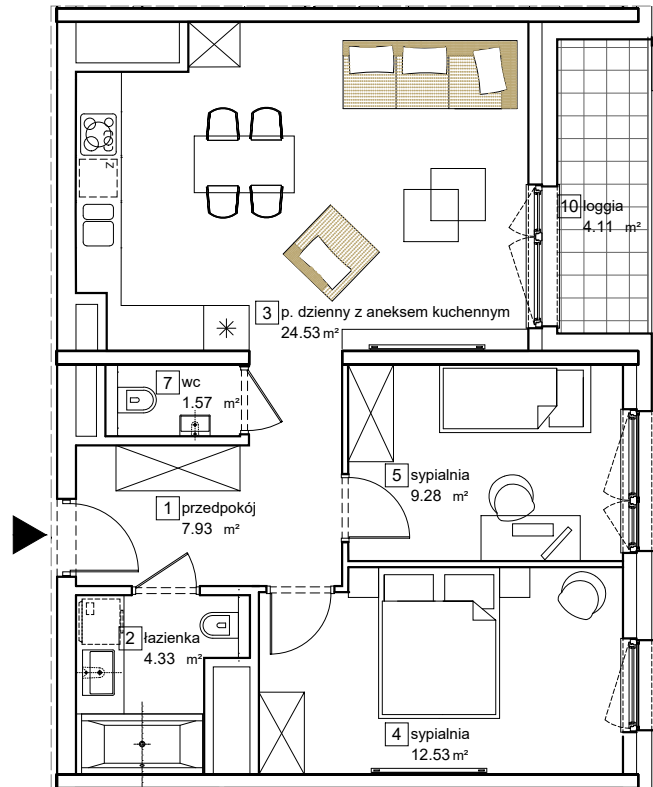 10 loggia
4.11 m²
3 p. dzienny z aneksem kuchennym
24.53 m²
7 wc
1.57 m²
5 sypialnia
9.28 m²
1 przedpokój
7.93 m²
2 łazienka
4.33 m²
4 sypialnia
12.53 m²
Z